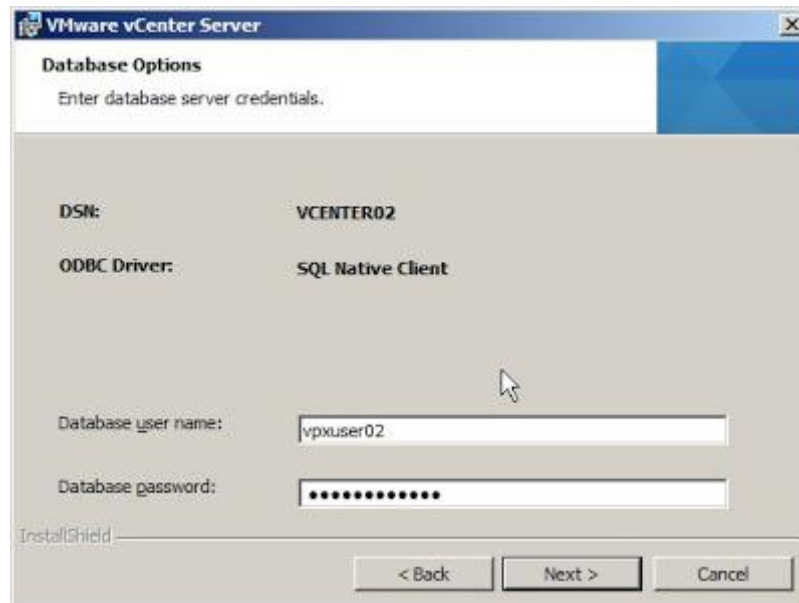 VMware vCenter Server
Database Options
Enter database server credentials.
DSN: VCENTER02
ODBC Driver: SQL Native Client
Database user name: vpxuser02
Database password: ••••••••••••
InstallShield
< Back Next > Cancel